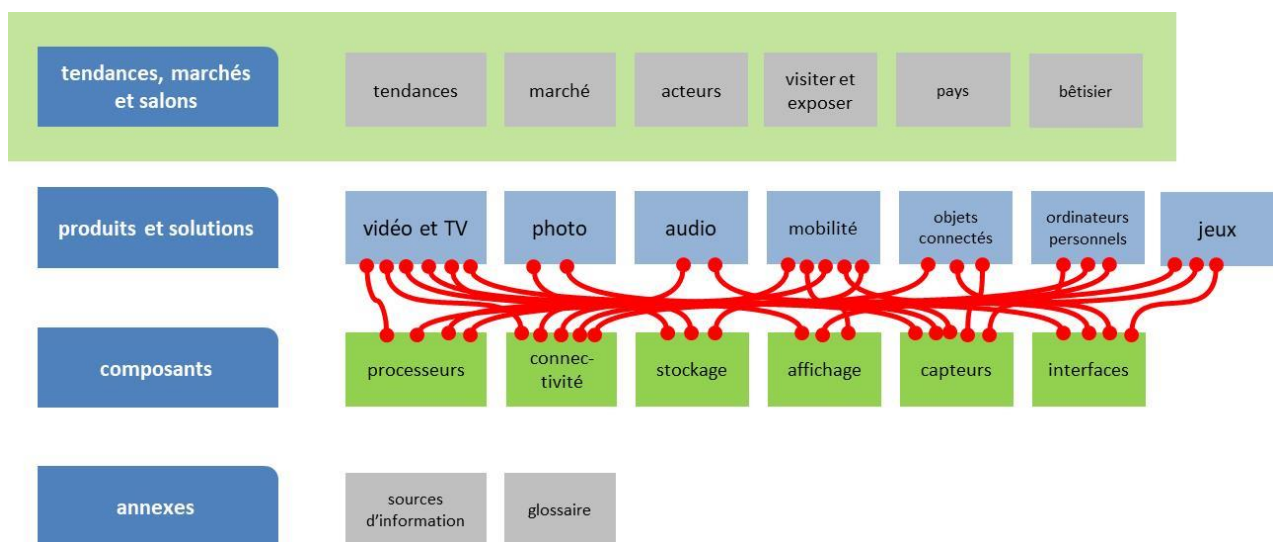 tendances, marchés
et salons
tendances
marché
acteurs
visiter et
exposer
pays
bêtisier
produits et solutions
vidéo et TV
photo
audio
mobilité
objets
connectés
ordinateurs
personnels
jeux
composants
processeurs
connec-
tivité
stockage
affichage
capteurs
interfaces
annexes
sources
d’information
glossaire